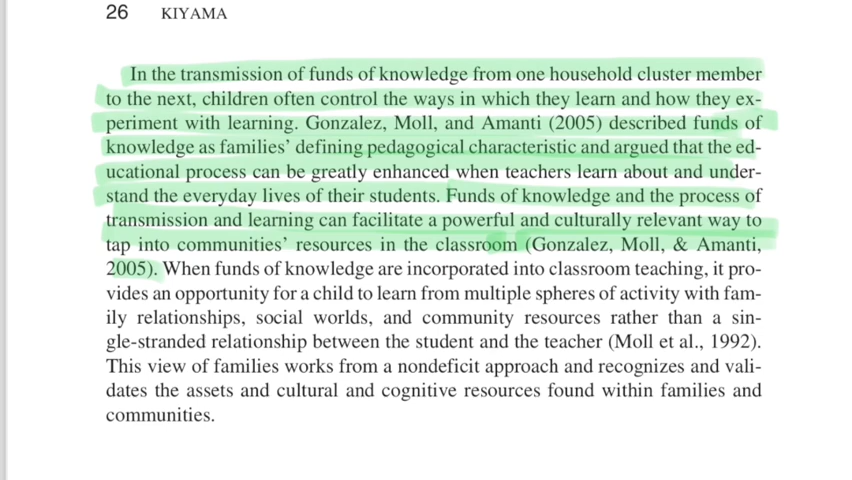 26 KIYAMA
In the transmission of funds of knowledge from one household cluster member
to the next, children often control the ways in which they learn and how they ex-
periment with learning. Gonzalez, Moll, and Amanti (2005) described funds of
knowledge as families’ defining pedagogical characteristic and argued that the ed-
ucational process can be greatly enhanced when teachers learn about and under-
stand the everyday lives of their students. Funds of knowledge and the process of
transmission and learning can facilitate a powerful and culturally relevant way to
tap into communities’ resources in the classroom (Gonzalez, Moll, & Amanti,
2005). When funds of knowledge are incorporated into classroom teaching, it pro-
vides an opportunity for a child to learn from multiple spheres of activity with fam-
ily relationships, social worlds, and community resources rather than a sin-
gle-stranded relationship between the student and the teacher (Moll et al., 1992).
This view of families works from a nondeficit approach and recognizes and vali-
dates the assets and cultural and cognitive resources found within families and
communities.